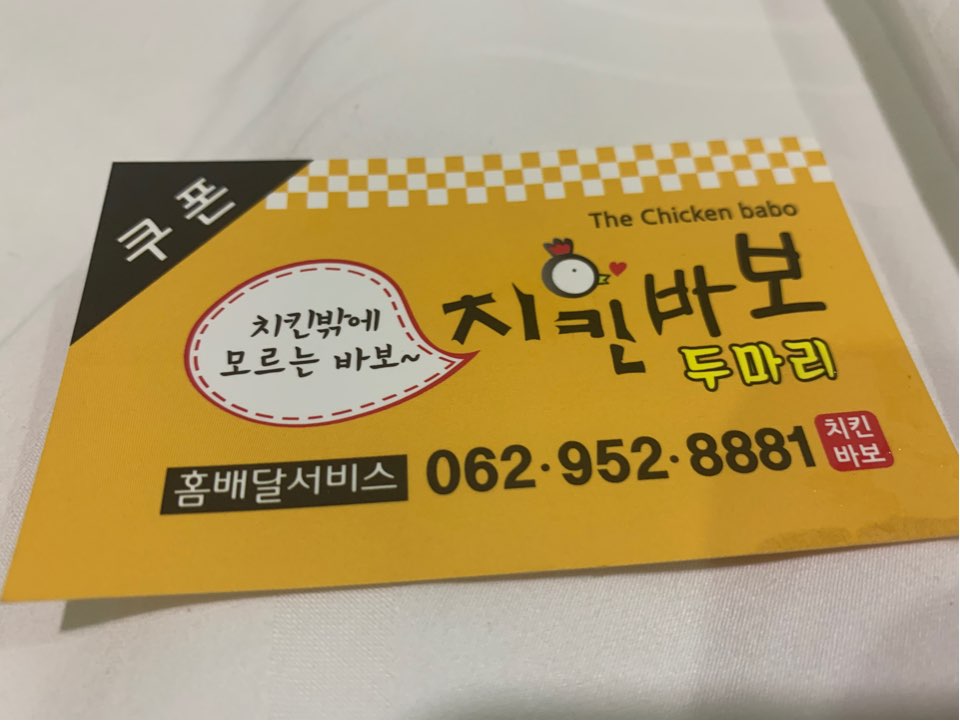 쿠폰
The Chicken babo
치킨바보
두마리
치킨밖에
모르는 바보~
홈배달서비스 062·952·8881
치킨
바보